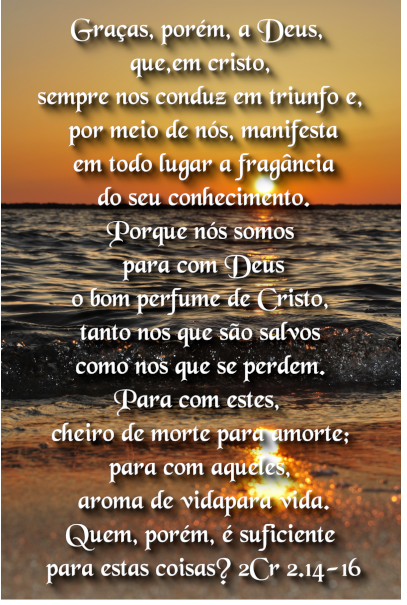 Graças, porém, a Deus,
que,em cristo,
sempre nos conduz em triunfo e,
por meio de nós, manifesta
em todo lugar a fragância
do seu conhecimento.
Porque nós somos
para com Deus
o bom perfume de Cristo,
tanto nos que são salvos
como nos que se perdem.
Para com estes,
cheiro de morte para amorte;
para com aqueles,
aroma de vidapara vida.
Quem, porém, é suficiente
para estas coisas? 2Cr 2.14-16